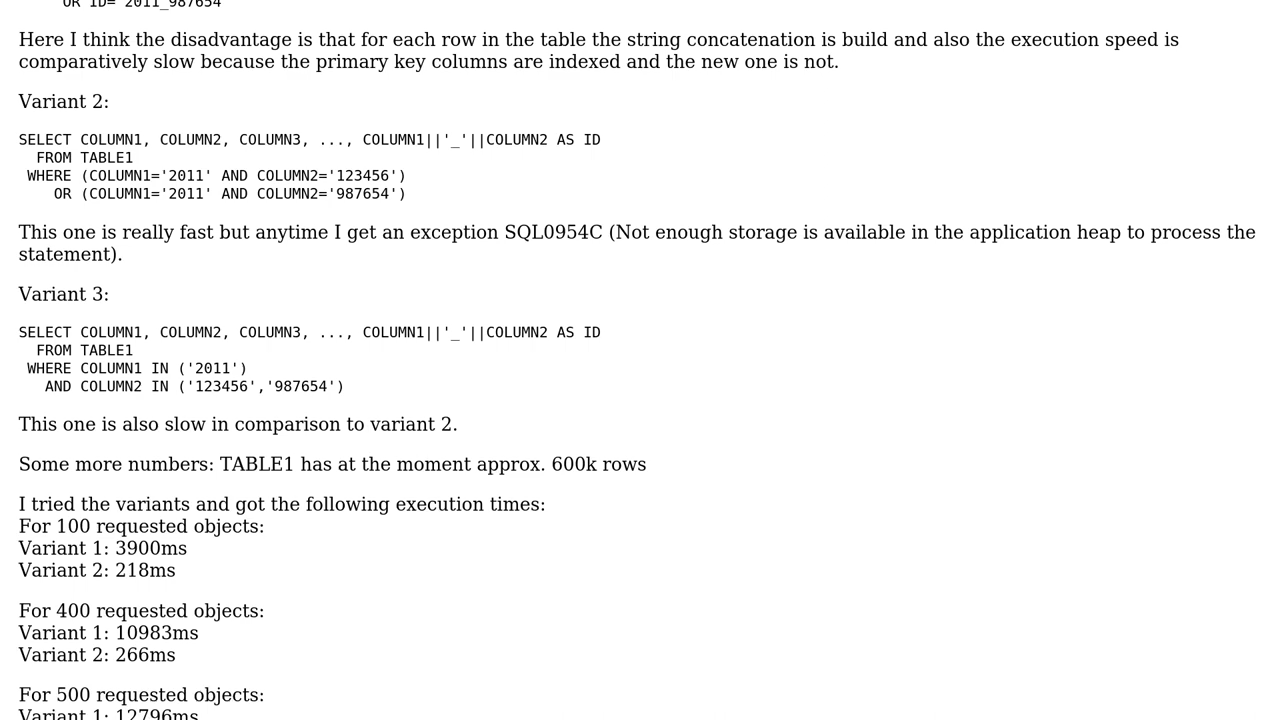 OR ID='2011_987654'
Here I think the disadvantage is that for each row in the table the string concatenation is build and also the execution speed is
comparatively slow because the primary key columns are indexed and the new one is not.
Variant 2:
SELECT COLUMN1, COLUMN2, COLUMN3, ..., COLUMN1||'_'||COLUMN2 AS ID
  FROM TABLE1
 WHERE (COLUMN1='2011' AND COLUMN2='123456')
    OR (COLUMN1='2011' AND COLUMN2='987654')
This one is really fast but anytime I get an exception SQL0954C (Not enough storage is available in the application heap to process the
statement).
Variant 3:
SELECT COLUMN1, COLUMN2, COLUMN3, ..., COLUMN1||'_'||COLUMN2 AS ID
  FROM TABLE1
 WHERE COLUMN1 IN ('2011')
   AND COLUMN2 IN ('123456','987654')
This one is also slow in comparison to variant 2.
Some more numbers: TABLE1 has at the moment approx. 600k rows
I tried the variants and got the following execution times:
For 100 requested objects:
Variant 1: 3900ms
Variant 2: 218ms
For 400 requested objects:
Variant 1: 10983ms
Variant 2: 266ms
For 500 requested objects:
Variant 1: 12796ms